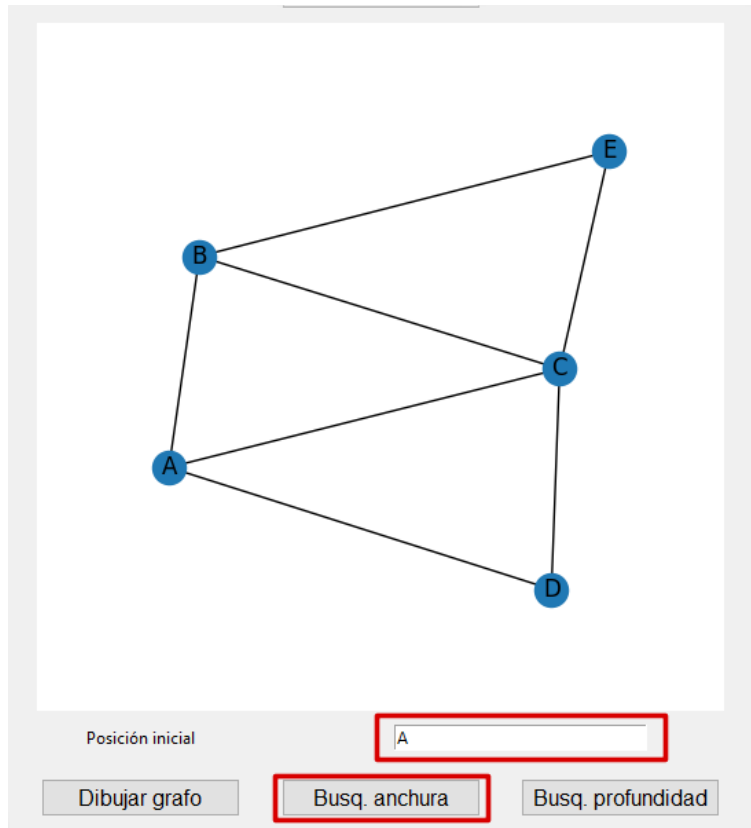 E
B
C
A
D
Posición inicial A
Dibujar grafo Busq. anchura Busq. profundidad